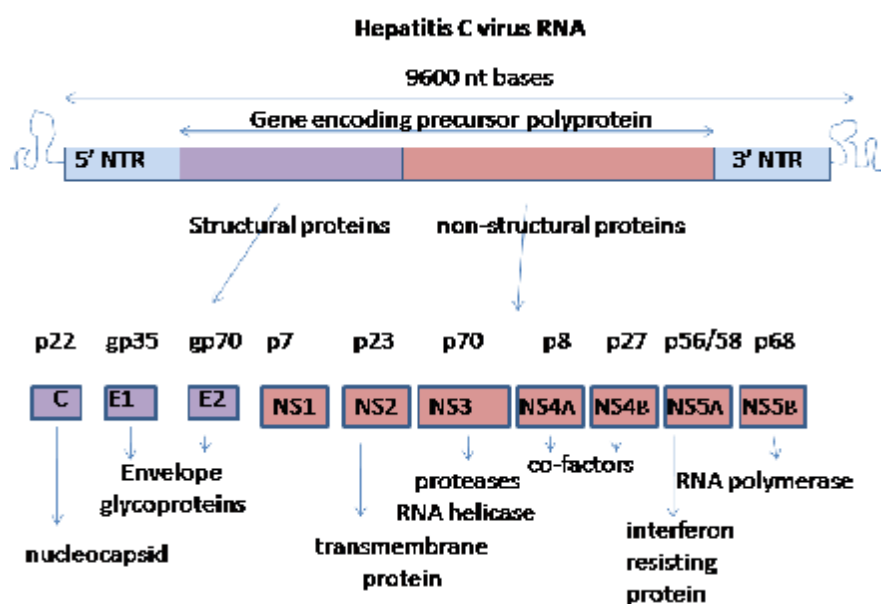 Hepatitis C virus RNA
9600 nt bases
Gene encoding precursor polyprotein
5' NTR 3' NTR
Structural proteins non-structural proteins
p22 gp35 gp70 p7 p23 p70 p8 p27 p56/58 p68
C E1 E2 NS1 NS2 NS3 NS4A NS4B NS5A NS5B
Envelope
glycoproteins
nucleocapsid
transmembrane
protein
proteases
RNA helicase
co-factors
interferon
resisting
protein
RNA polymerase